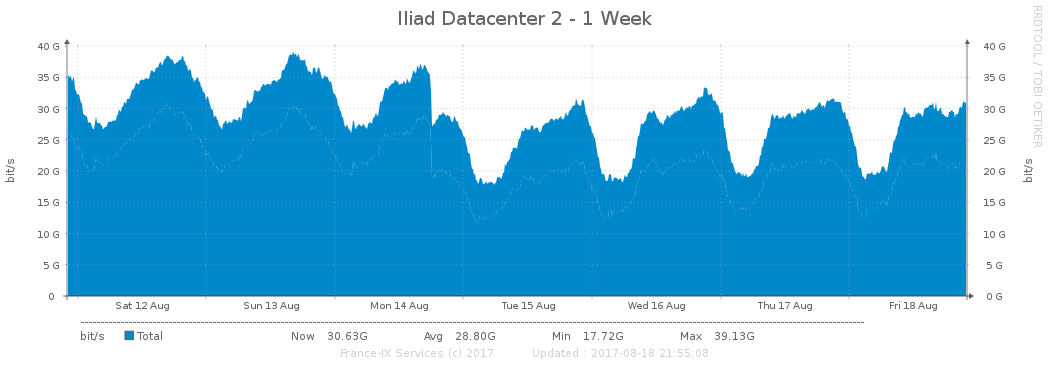 Iliad Datacenter 2 - 1 Week
RRDTOOL / TOBI OETIKER
40 G 40 G
35 G 35 G
30 G 30 G
25 G 25 G
20 G 20 G
15 G 15 G
10 G 10 G
5 G 5 G
0 0 G
bit/s bit/s
Sat 12 Aug Sun 13 Aug Mon 14 Aug Tue 15 Aug Wed 16 Aug Thu 17 Aug Fri 18 Aug
bit/s Total Now 30.63G Avg 28.80G Min 17.72G Max 39.13G
France-IX Services (c) 2017 Updated : 2017-08-18 21:55:08